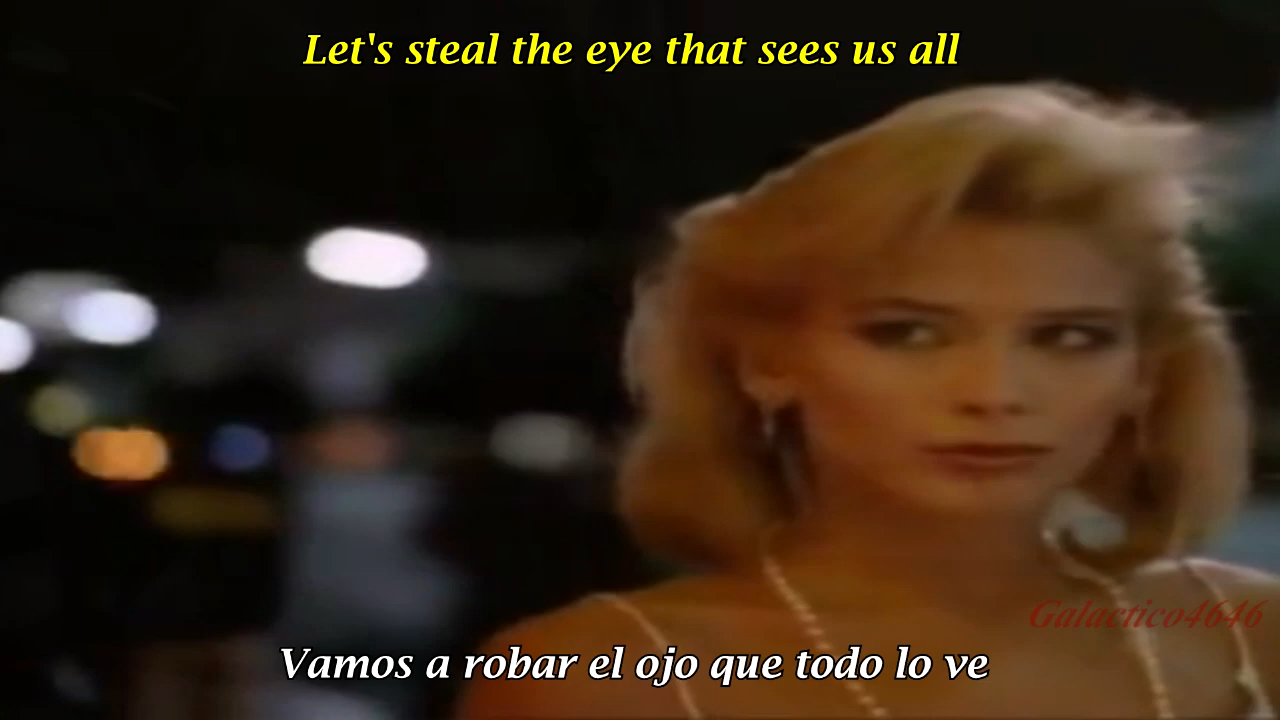 Let's steal the eye that sees us all
Galactico4646
Vamos a robar el ojo que todo lo ve